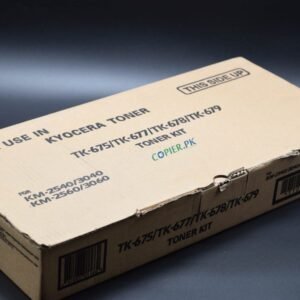 THIS SIDE UP
USE IN KYOCERA TONER
TK-675/TK-677/TK-678/TK-679
TONER KIT
COPIER.PK
FOR
KM-2540/3040
KM-2560/3060
TK-675/TK-677/TK-678/TK-679
TONER KIT